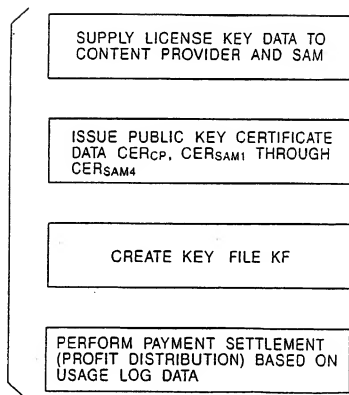 SUPPLY LICENSE KEY DATA TO
CONTENT PROVIDER AND SAM
ISSUE PUBLIC KEY CERTIFICATE
DATA CERCP, CERSAM1 THROUGH
CERSAM4
CREATE KEY FILE KF
PERFORM PAYMENT SETTLEMENT
(PROFIT DISTRIBUTION) BASED ON
USAGE LOG DATA